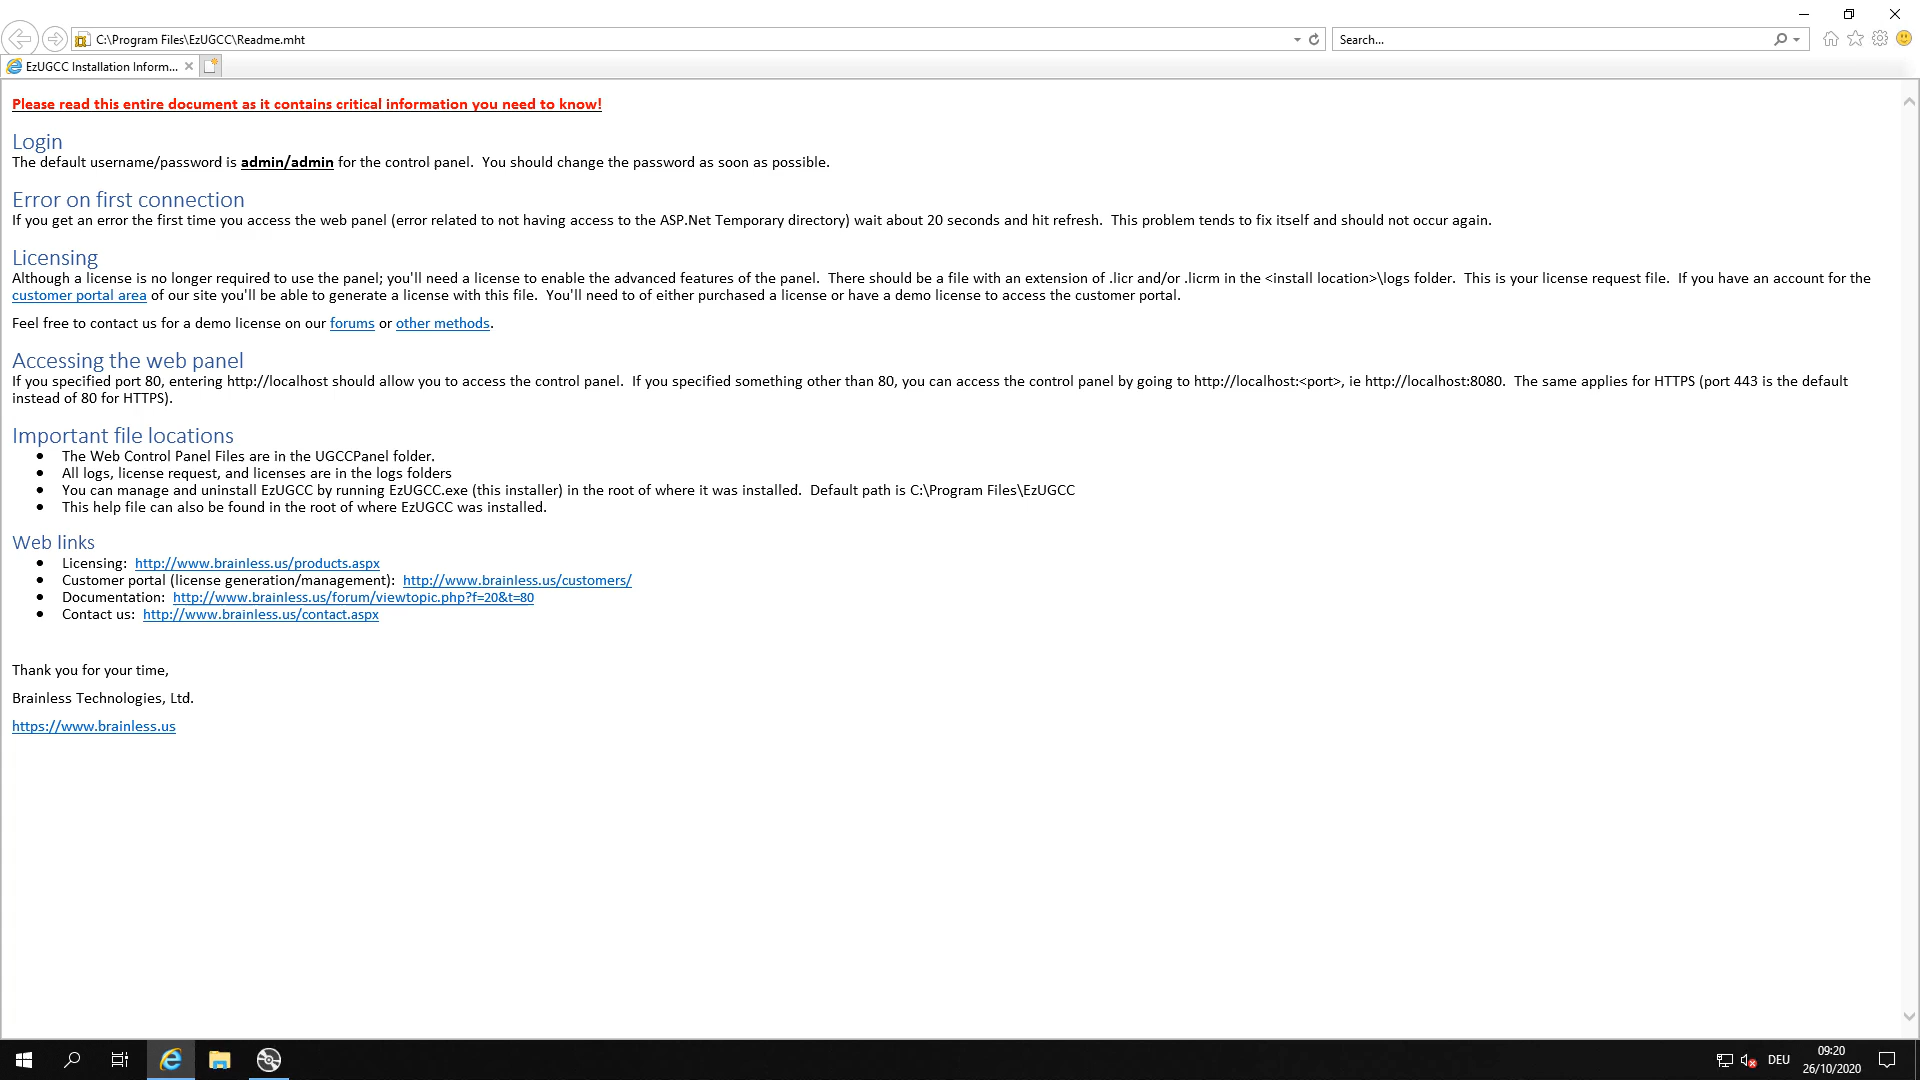 C:\Program Files\EzUGCC\Readme.mht
Search...
EzUGCC Installation Inform...
Please read this entire document as it contains critical information you need to know!
Login
The default username/password is admin/admin for the control panel.  You should change the password as soon as possible.
Error on first connection
If you get an error the first time you access the web panel (error related to not having access to the ASP.Net Temporary directory) wait about 20 seconds and hit refresh.  This problem tends to fix itself and should not occur again.
Licensing
Although a license is no longer required to use the panel; you'll need a license to enable the advanced features of the panel.  There should be a file with an extension of .licr and/or .licrm in the <install location>\logs folder.  This is your license request file.  If you have an account for the
customer portal area of our site you'll be able to generate a license with this file.  You'll need to of either purchased a license or have a demo license to access the customer portal.
Feel free to contact us for a demo license on our forums or other methods.
Accessing the web panel
If you specified port 80, entering http://localhost should allow you to access the control panel.  If you specified something other than 80, you can access the control panel by going to http://localhost:<port>, ie http://localhost:8080.  The same applies for HTTPS (port 443 is the default
instead of 80 for HTTPS).
Important file locations
• The Web Control Panel Files are in the UGCCPanel folder.
• All logs, license request, and licenses are in the logs folders
• You can manage and uninstall EzUGCC by running EzUGCC.exe (this installer) in the root of where it was installed.  Default path is C:\Program Files\EzUGCC
• This help file can also be found in the root of where EzUGCC was installed.
Web links
• Licensing:  http://www.brainless.us/products.aspx
• Customer portal (license generation/management):  http://www.brainless.us/customers/
• Documentation:  http://www.brainless.us/forum/viewtopic.php?f=20&t=80
• Contact us:  http://www.brainless.us/contact.aspx
Thank you for your time,
Brainless Technologies, Ltd.
https://www.brainless.us
DEU
09:20
26/10/2020